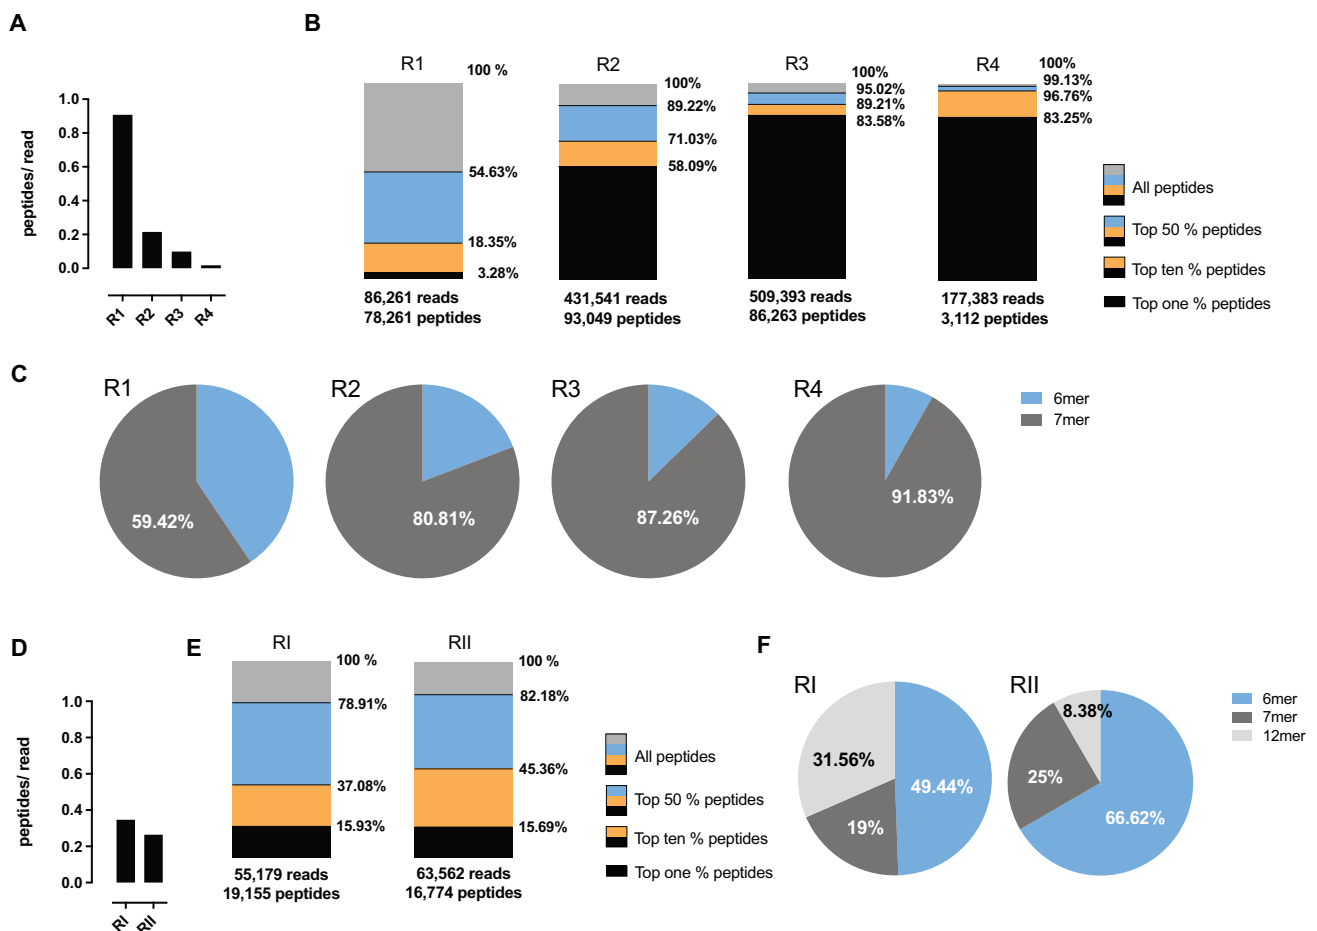 A
peptides/ read
1.0
0.8
0.6
0.4
0.2
0.0
R1
R2
R3
R4
B
R1
100 %
54.63%
18.35%
3.28%
86,261 reads
78,261 peptides
R2
100%
89.22%
71.03%
58.09%
431,541 reads
93,049 peptides
R3
100%
95.02%
89.21%
83.58%
509,393 reads
86,263 peptides
R4
100%
99.13%
96.76%
83.25%
177,383 reads
3,112 peptides
All peptides
Top 50 % peptides
Top ten % peptides
Top one % peptides
C
R1
59.42%
R2
80.81%
R3
87.26%
R4
91.83%
6mer
7mer
D
peptides/ read
1.0
0.8
0.6
0.4
0.2
0.0
RI
RII
E
RI
100 %
78.91%
37.08%
15.93%
55,179 reads
19,155 peptides
RII
100 %
82.18%
45.36%
15.69%
63,562 reads
16,774 peptides
All peptides
Top 50 % peptides
Top ten % peptides
Top one % peptides
F
RI
31.56%
49.44%
19%
RII
8.38%
25%
66.62%
6mer
7mer
12mer